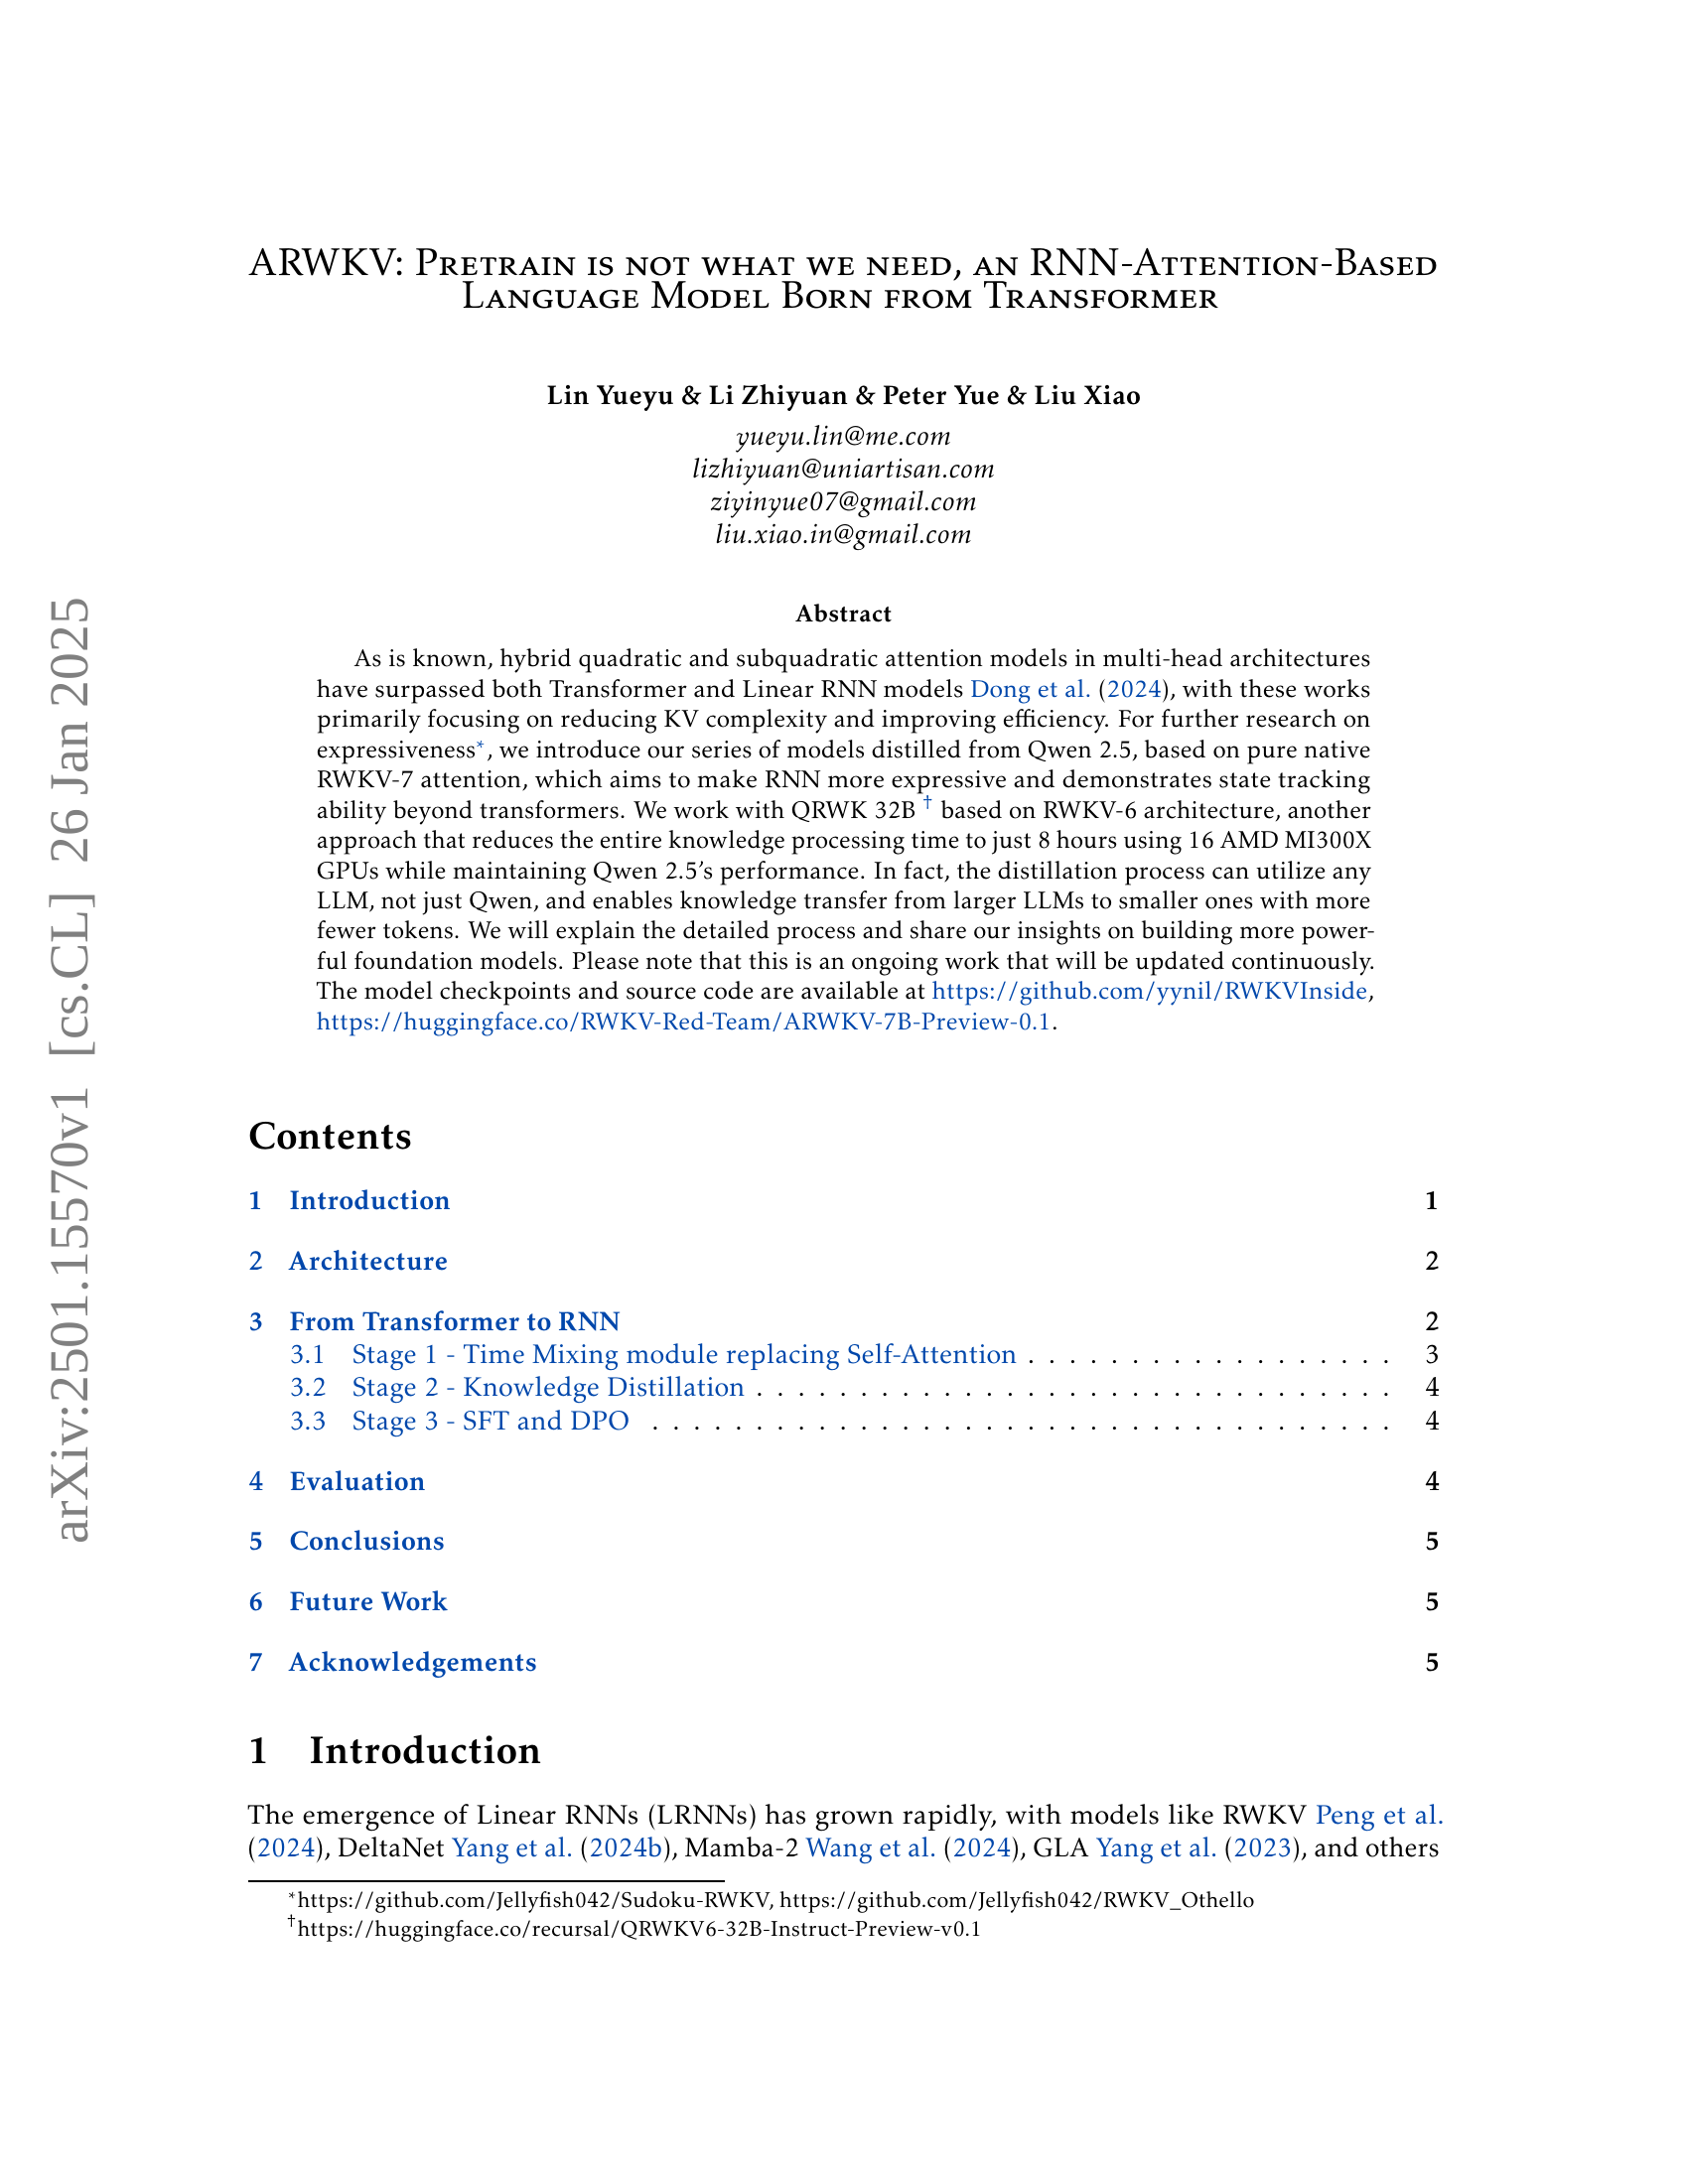 ARWKV: Pretrain is not what we need, an RNN-Attention-Based
Language Model Born from Transformer
Lin Yueyu & Li Zhiyuan & Peter Yue & Liu Xiao
yueyu.lin@me.com
lizhiyuan@uniartisan.com
ziyinyue07@gmail.com
liu.xiao.in@gmail.com
Abstract
As is known, hybrid quadratic and subquadratic attention models in multi-head architectures
have surpassed both Transformer and Linear RNN models Dong et al. (2024), with these works
primarily focusing on reducing KV complexity and improving efficiency. For further research on
expressiveness*, we introduce our series of models distilled from Qwen 2.5, based on pure native
RWKV-7 attention, which aims to make RNN more expressive and demonstrates state tracking
ability beyond transformers. We work with QRWK 32B † based on RWKV-6 architecture, another
approach that reduces the entire knowledge processing time to just 8 hours using 16 AMD MI300X
GPUs while maintaining Qwen 2.5's performance. In fact, the distillation process can utilize any
LLM, not just Qwen, and enables knowledge transfer from larger LLMs to smaller ones with more
fewer tokens. We will explain the detailed process and share our insights on building more power-
ful foundation models. Please note that this is an ongoing work that will be updated continuously.
The model checkpoints and source code are available at https://github.com/yynil/RWKVInside,
https://huggingface.co/RWKV-Red-Team/ARWKV-7B-Preview-0.1.
Contents
1 Introduction 1
2 Architecture 2
3 From Transformer to RNN 2
3.1 Stage 1 - Time Mixing module replacing Self-Attention . . . . . . . . . . . . . . . . . . 3
3.2 Stage 2 - Knowledge Distillation . . . . . . . . . . . . . . . . . . . . . . . . . . . . . . . 4
3.3 Stage 3 - SFT and DPO . . . . . . . . . . . . . . . . . . . . . . . . . . . . . . . . . . . . 4
4 Evaluation 4
5 Conclusions 5
6 Future Work 5
7 Acknowledgements 5
1 Introduction
The emergence of Linear RNNs (LRNNs) has grown rapidly, with models like RWKV Peng et al.
(2024), DeltaNet Yang et al. (2024b), Mamba-2 Wang et al. (2024), GLA Yang et al. (2023), and others
*https://github.com/Jellyfish042/Sudoku-RWKV, https://github.com/Jellyfish042/RWKV_Othello
†https://huggingface.co/recursal/QRWKV6-32B-Instruct-Preview-v0.1
arXiv:2501.15570v1 [cs.CL] 26 Jan 2025